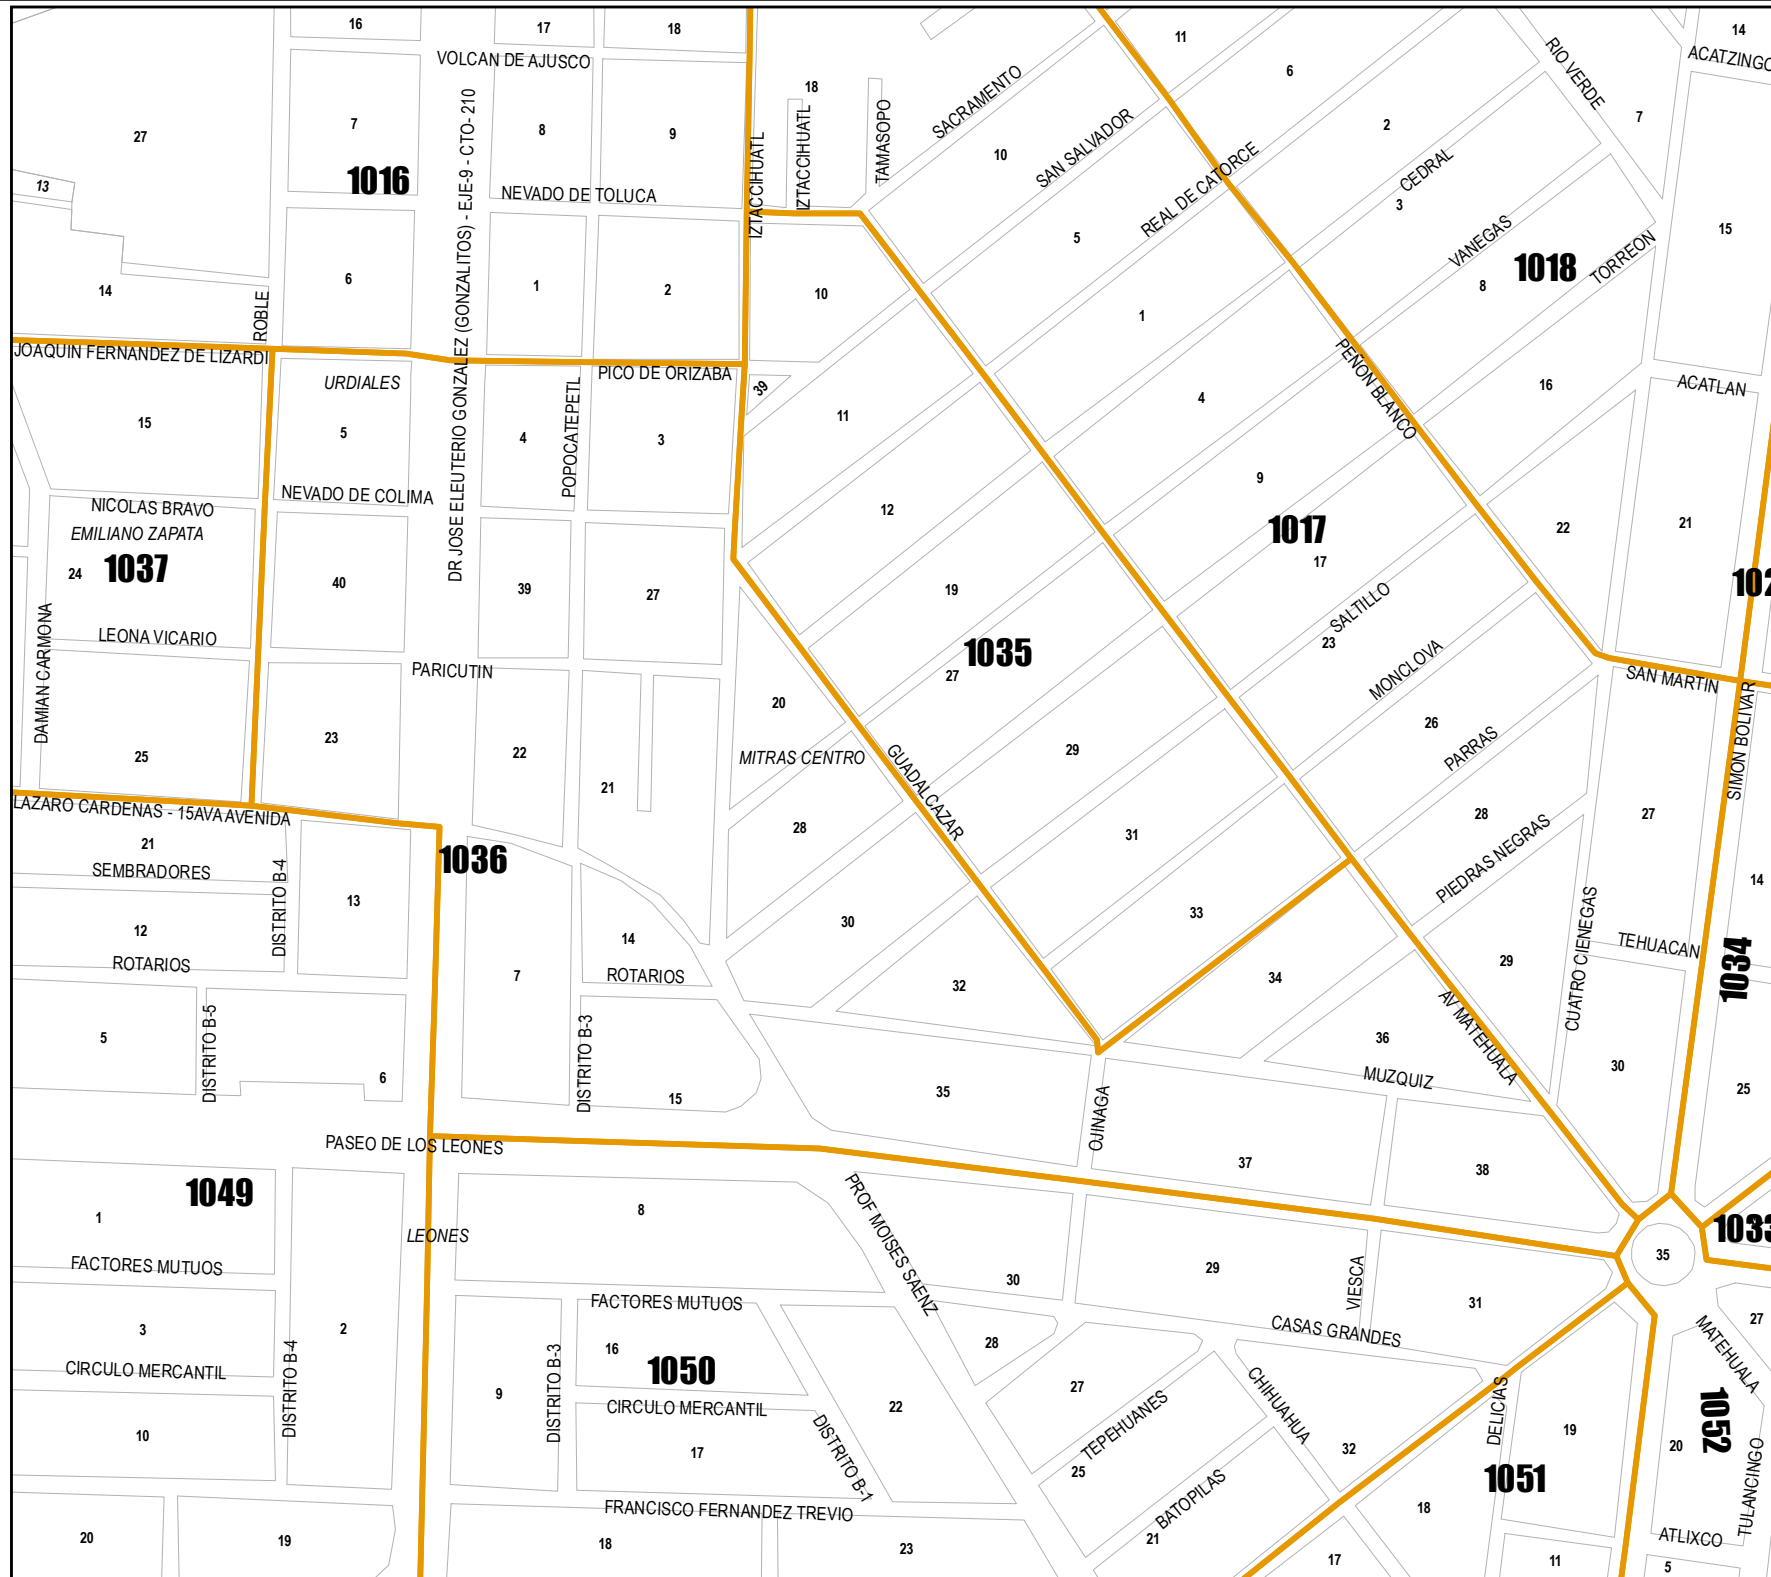 16
17
18
11
14
VOLCAN DE AJUSCO
RIO VERDE
ACATZINGO
27
7
8
9
18
SACRAMENTO
6
2
7
DR JOSE ELEUTERIO GONZALEZ (GONZALITOS) - EJE-9 - CTO- 210
IZTACCIHUATL
IZTACCIHUATL
TAMASOPO
10
SAN SALVADOR
REAL DE CATORCE
CEDRAL
3
13
1016
NEVADO DE TOLUCA
5
VANEGAS
1018
TORREON
15
14
6
1
2
10
1
8
ROBLE
JOAQUIN FERNANDEZ DE LIZARDI
URDIALES
PICO DE ORIZABA
39
PEÑON BLANCO
16
ACATLAN
15
5
4
POPOCATEPETL
3
11
4
NICOLAS BRAVO
NEVADO DE COLIMA
12
9
EMILIANO ZAPATA
1017
22
21
24
1037
40
39
27
19
17
102
DAMIAN CARMONA
LEONA VICARIO
PARICUTIN
1035
27
SALTILLO
23
MONCLOVA
SAN MARTIN
SIMON BOLIVAR
25
23
22
21
20
MITRAS CENTRO
GUADALCAZAR
29
26
PARRAS
LAZARO CARDENAS - 15AVA AVENIDA
21
28
31
28
27
SEMBRADORES
DISTRITO B-4
1036
PIEDRAS NEGRAS
14
12
13
14
30
33
29
CUATRO CIENEGAS
TEHUACAN
1034
ROTARIOS
7
ROTARIOS
32
34
AV MATEHUALA
5
DISTRITO B-5
6
DISTRITO B-3
15
35
OJINAGA
36
MUZQUIZ
30
25
PASEO DE LOS LEONES
37
38
1049
1
8
PROF MOISES SAENZ
LEONES
1033
35
FACTORES MUTUOS
30
29
VIESCA
31
FACTORES MUTUOS
CASAS GRANDES
MATEHUALA
27
3
2
16
28
CIRCULO MERCANTIL
DISTRITO B-4
9
DISTRITO B-3
1050
CIRCULO MERCANTIL
27
TEPEHUANES
CHIHUAHUA
DELICIAS
1052
10
17
DISTRITO B-1
22
25
BATOPILAS
32
1051
19
20
TULANCINGO
FRANCISCO FERNANDEZ TREVIO
18
ATLIXCO
20
19
18
23
21
17
11
5